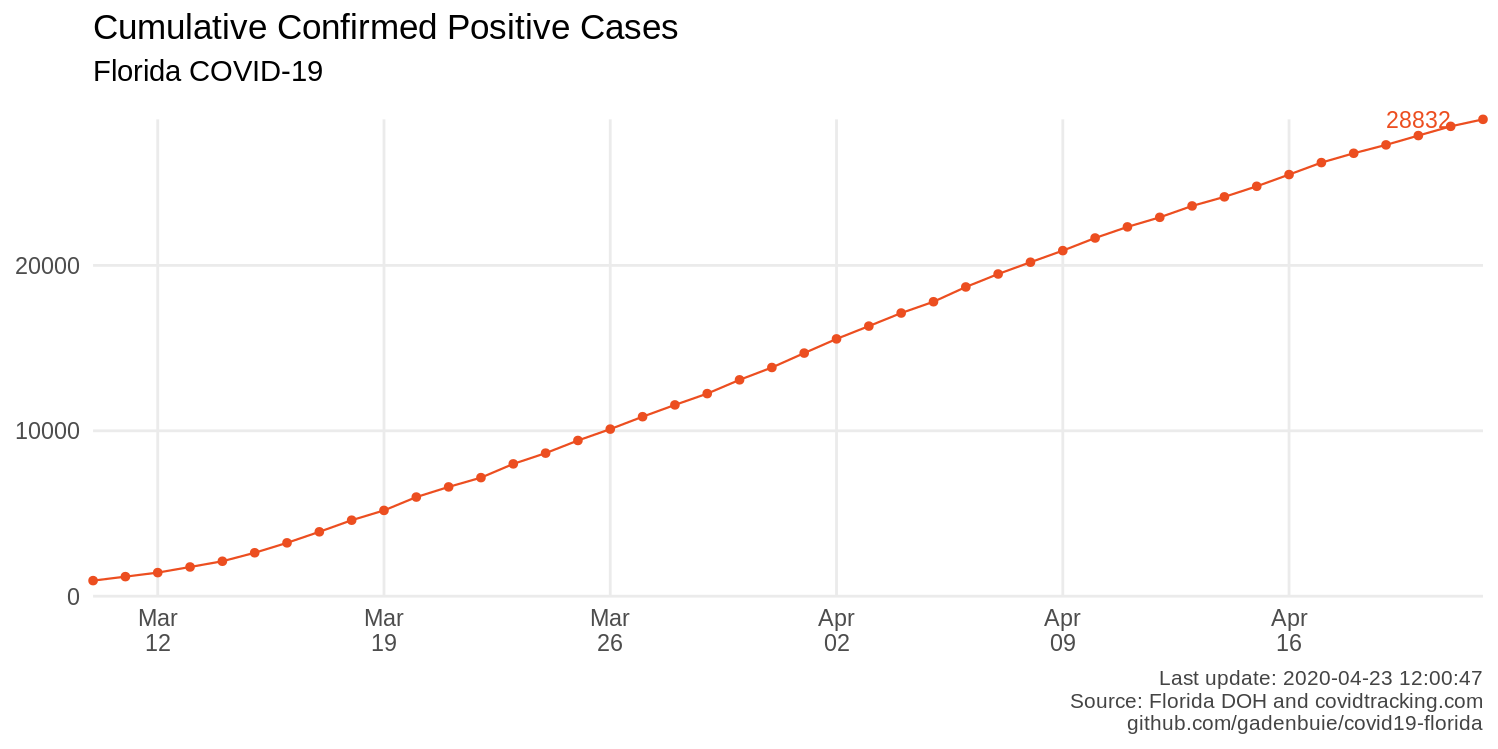 Cumulative Confirmed Positive Cases
Florida COVID-19
28832
20000
10000
0
Mar Mar Mar Apr Apr Apr
12 19 26 02 09 16
Last update: 2020-04-23 12:00:47
Source: Florida DOH and covidtracking.com
github.com/gadenbuie/covid19-florida